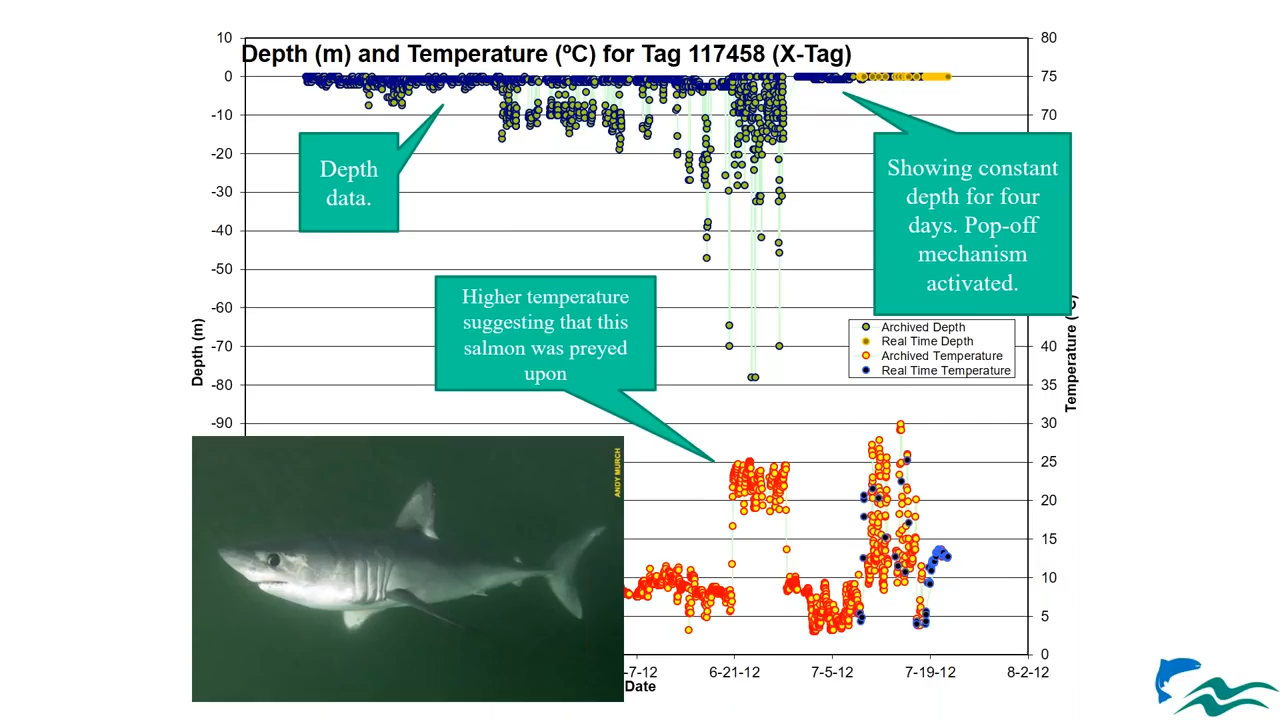 Depth (m) and Temperature (ºC) for Tag 117458 (X-Tag)
10
0
-10
-20
-30
-40
-50
-60
-70
-80
-90
Depth (m)
80
75
70
40
35
30
25
20
15
10
5
0
Temperature (
C)
Depth
data.
Showing constant
depth for four
days. Pop-off
mechanism
activated.
Higher temperature
suggesting that this
salmon was preyed
upon
Archived Depth
Real Time Depth
Archived Temperature
Real Time Temperature
ANDY MURCH
-7-12
6-21-12
7-5-12
7-19-12
8-2-12
Date